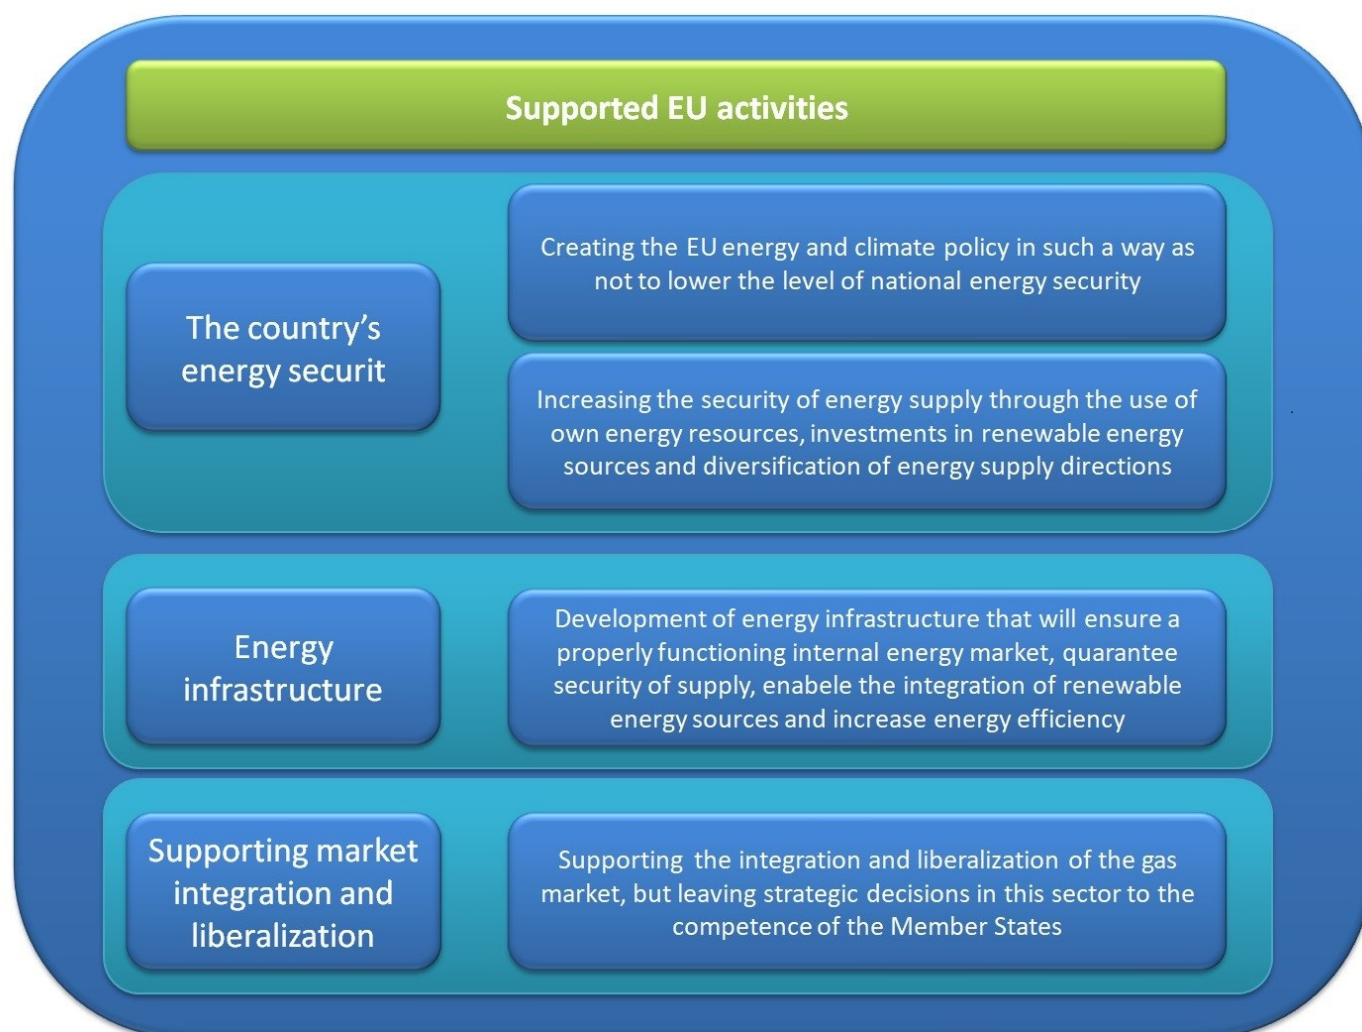 Supported EU activities
The country’s
energy securit
Creating the EU energy and climate policy in such a way as
not to lower the level of national energy security
Increasing the security of energy supply through the use of
own energy resources, investments in renewable energy
sources and diversification of energy supply directions
Energy
infrastructure
Development of energy infrastructure that will ensure a
properly functioning internal energy market, quarantee
security of supply, enabele the integration of renewable
energy sources and increase energy efficiency
Supporting market
integration and
liberalization
Supporting the integration and liberalization of the gas
market, but leaving strategic decisions in this sector to the
competence of the Member States